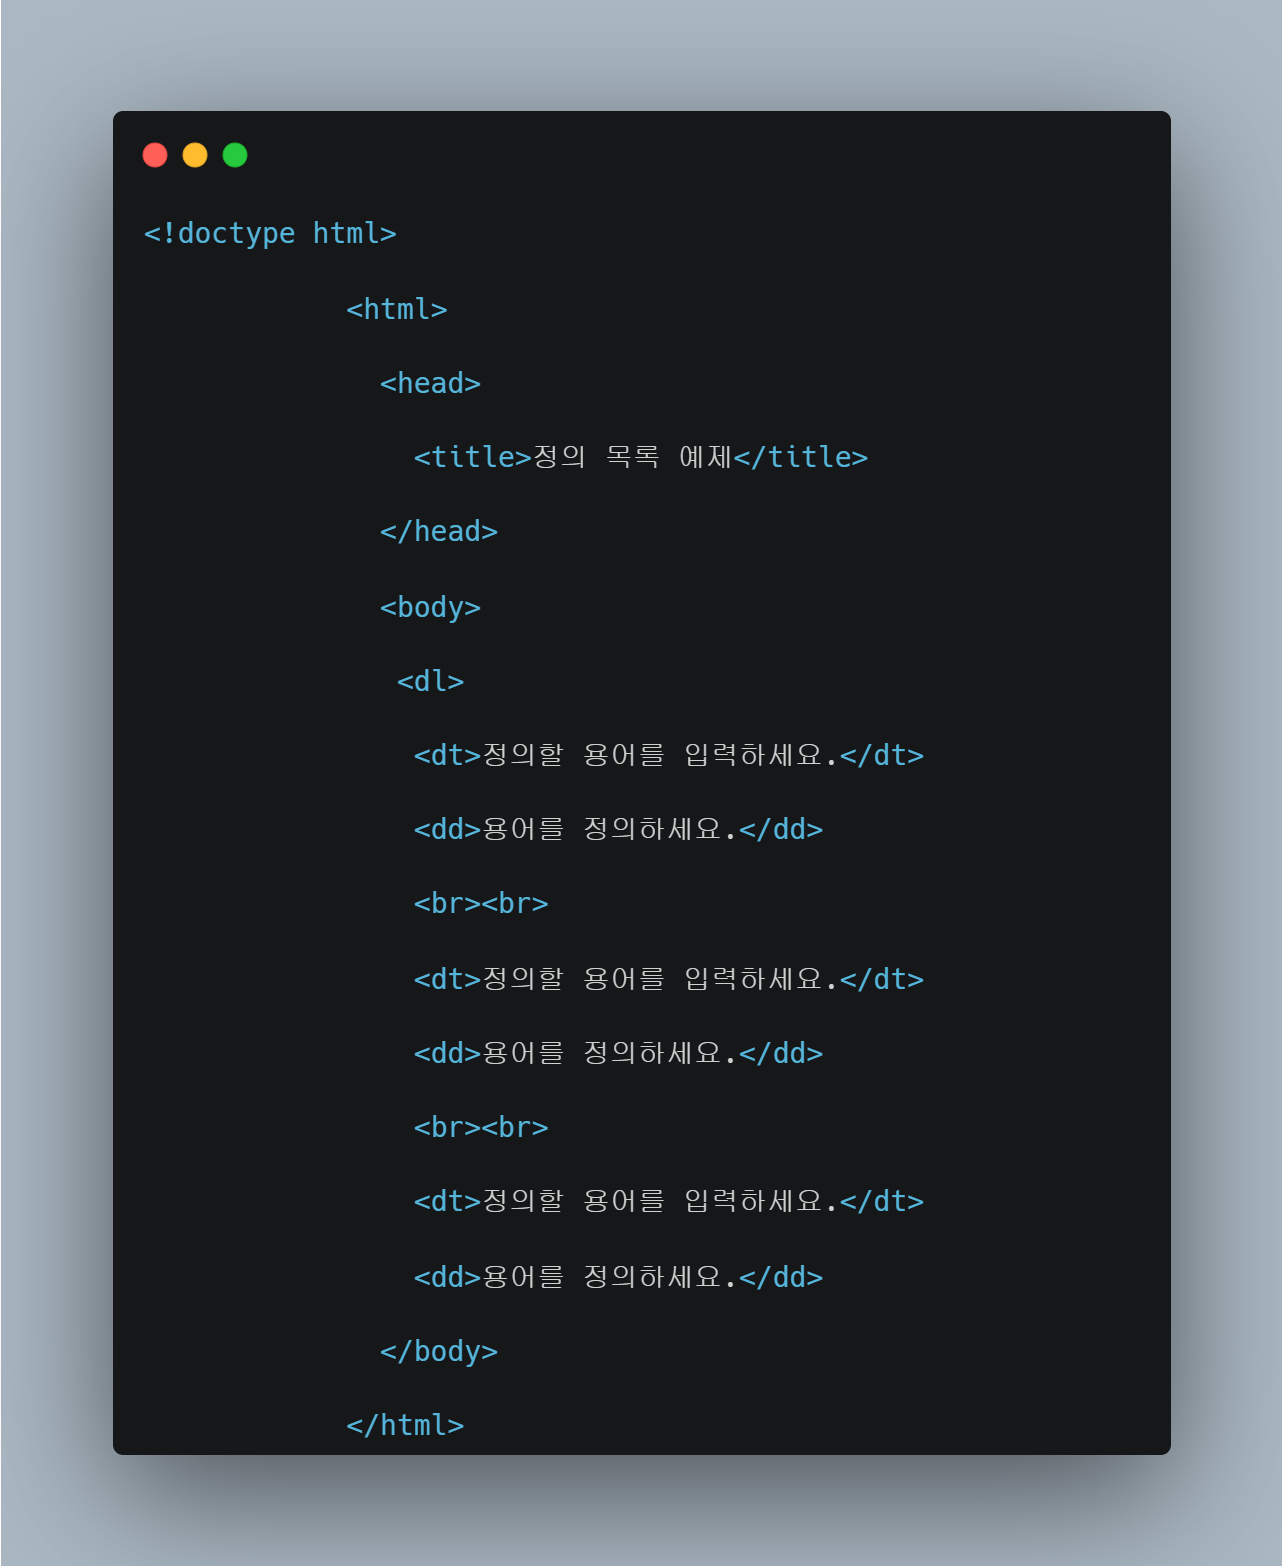 <!doctype html>
<html>
<head>
<title>정의 목록 예제</title>
</head>
<body>
<dl>
<dt>정의할 용어를 입력하세요.</dt>
<dd>용어를 정의하세요.</dd>
<br><br>
<dt>정의할 용어를 입력하세요.</dt>
<dd>용어를 정의하세요.</dd>
<br><br>
<dt>정의할 용어를 입력하세요.</dt>
<dd>용어를 정의하세요.</dd>
</body>
</html>